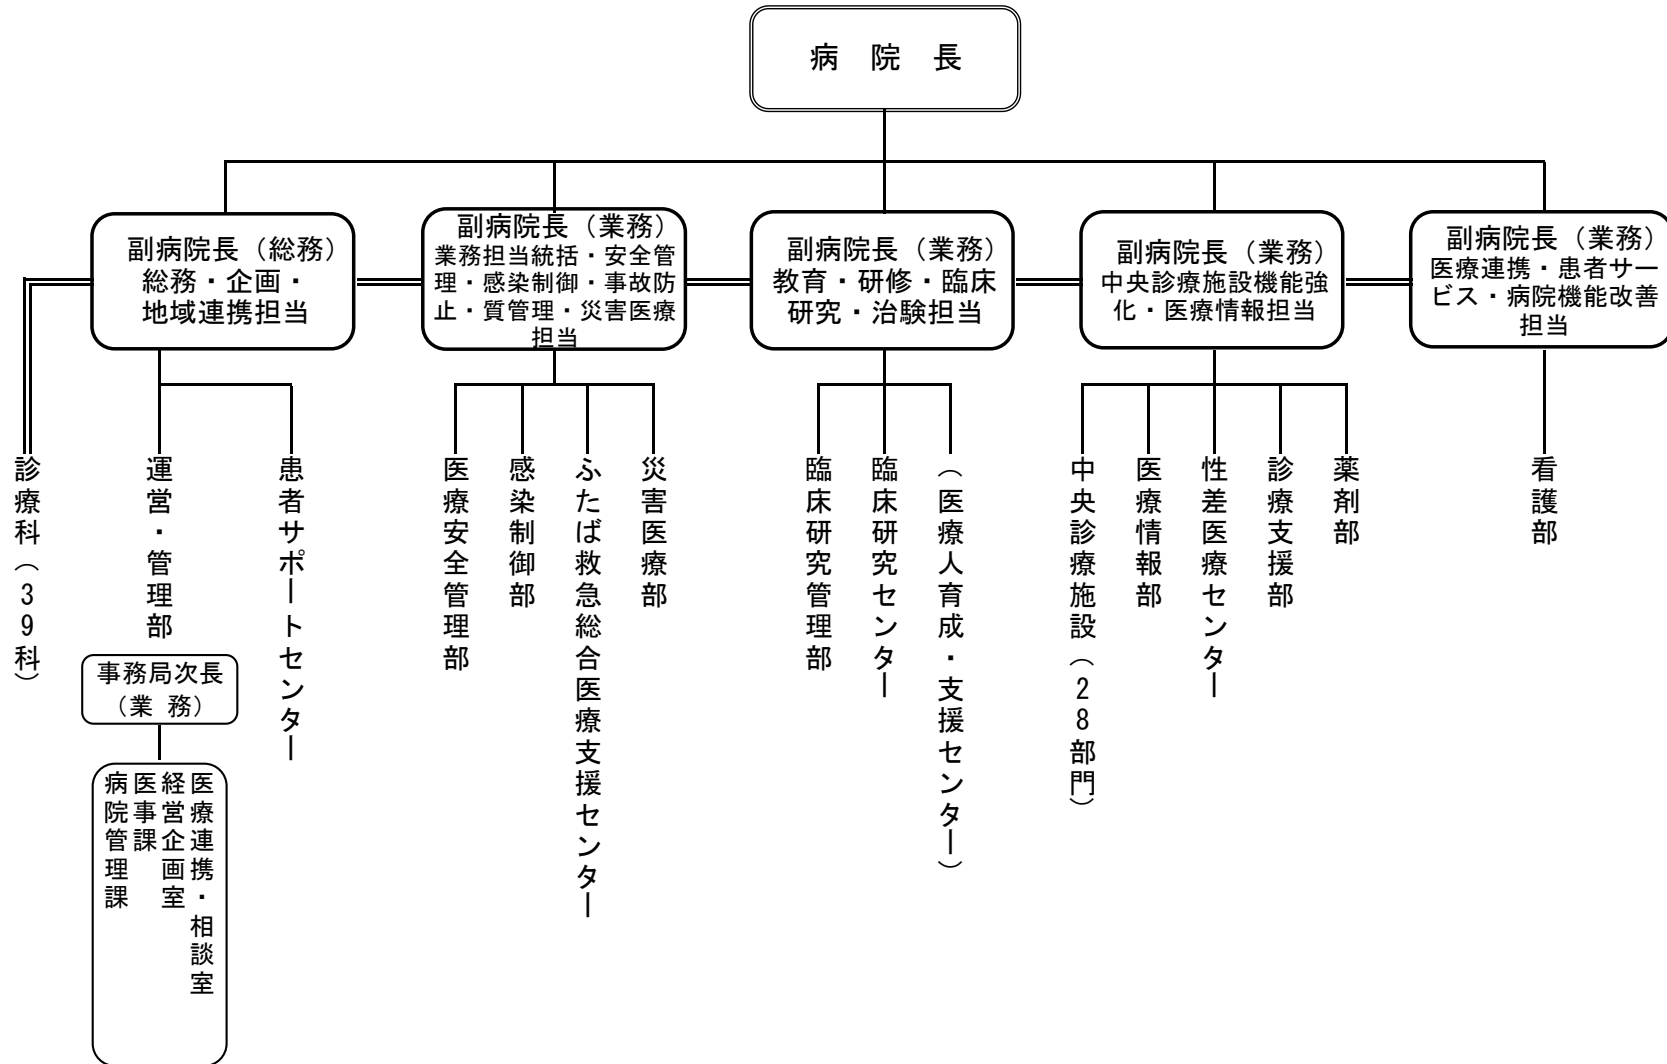 病　院　長
副病院長（総務）
総務・企画・
地域連携担当
副病院長（業務）
業務担当統括・安全管
理・感染制御・事故防
止・質管理・災害医療
担当
副病院長（業務）
教育・研修・臨床
研究・治験担当
副病院長（業務）
中央診療施設機能強
化・医療情報担当
副病院長（業務）
医療連携・患者サー
ビス・病院機能改善
担当
診療科（39科）
運営・管理部
患者サポートセンター
医療安全管理部
感染制御部
ふたば救急総合医療支援センター
災害医療部
臨床研究管理部
臨床研究センター
（医療人育成・支援センター）
中央診療施設（28部門）
医療情報部
性差医療センター
診療支援部
薬剤部
看護部
事務局次長
（業　務）
病院管理課
医事課
経営企画室
医療連携・相談室